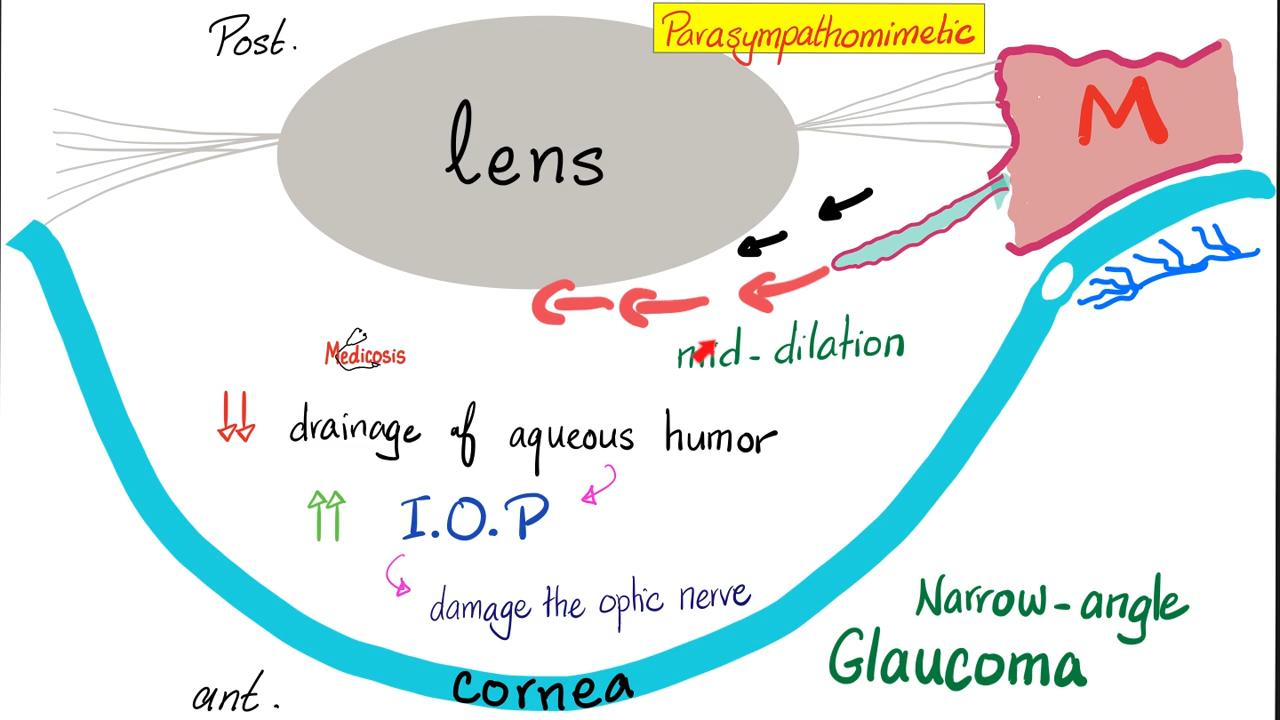 Post.
Parasympathomimetic
M
lens
mid-dilation
Medicosis
drainage of aqueous humor
I.O.P
damage the optic nerve
Narrow-angle
Glaucoma
cornea
ant.